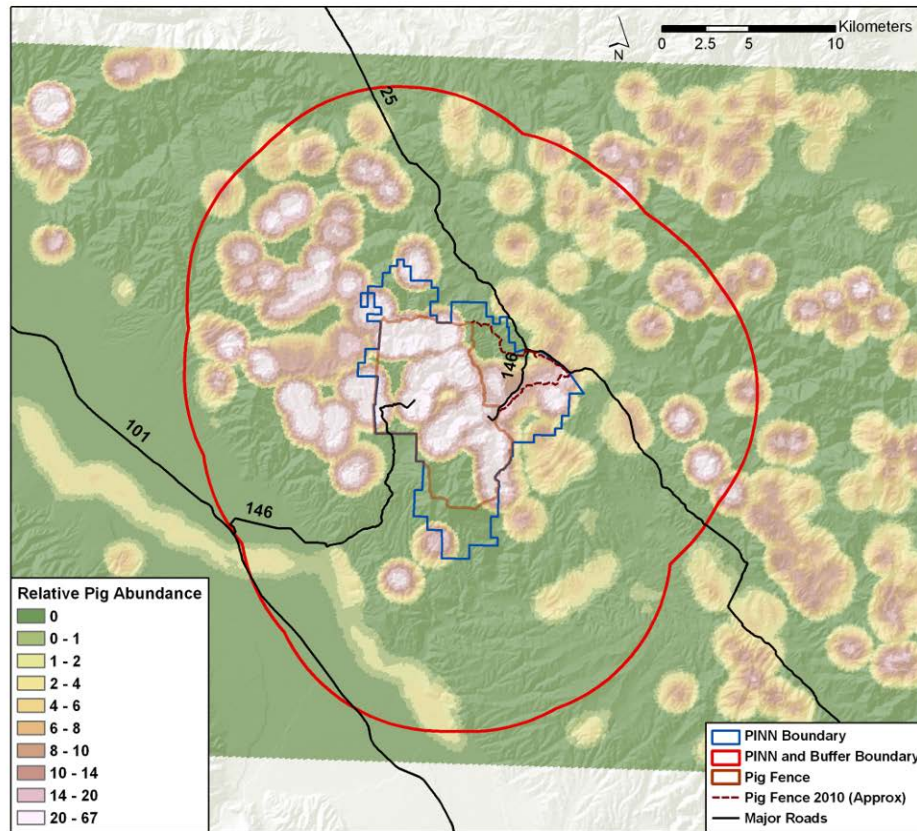 Kilometers
0 2.5 5 10
N
25
146
101
146
Relative Pig Abundance
0
0 - 1
1 - 2
2 - 4
4 - 6
6 - 8
8 - 10
10 - 14
14 - 20
20 - 67
PINN Boundary
PINN and Buffer Boundary
Pig Fence
Pig Fence 2010 (Approx)
Major Roads